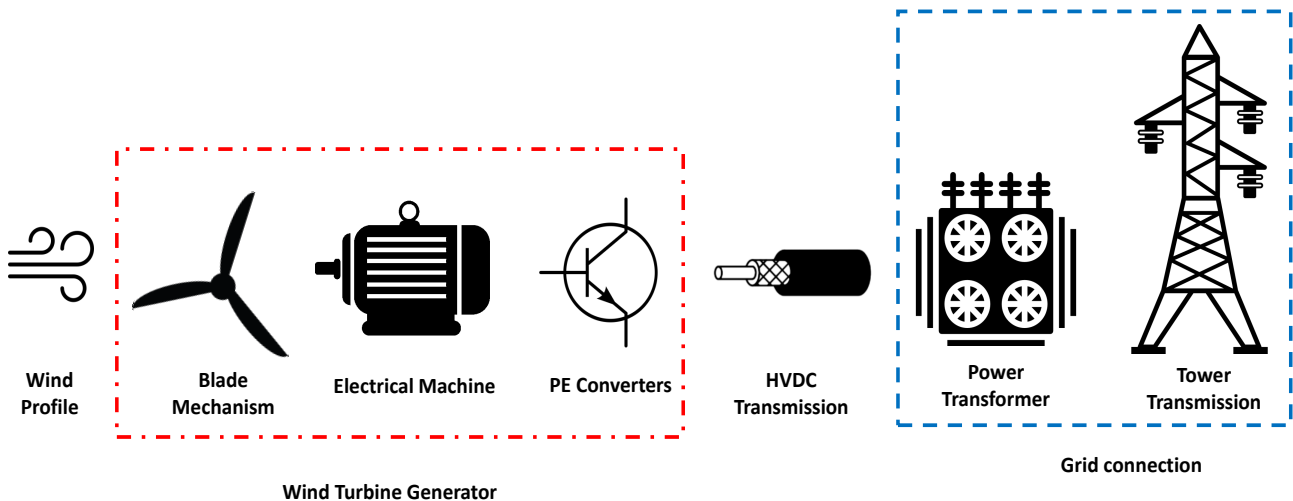 Wind
Profile
Blade
Mechanism
Electrical Machine
PE Converters
HVDC
Transmission
Power
Transformer
Tower
Transmission
Wind Turbine Generator
Grid connection